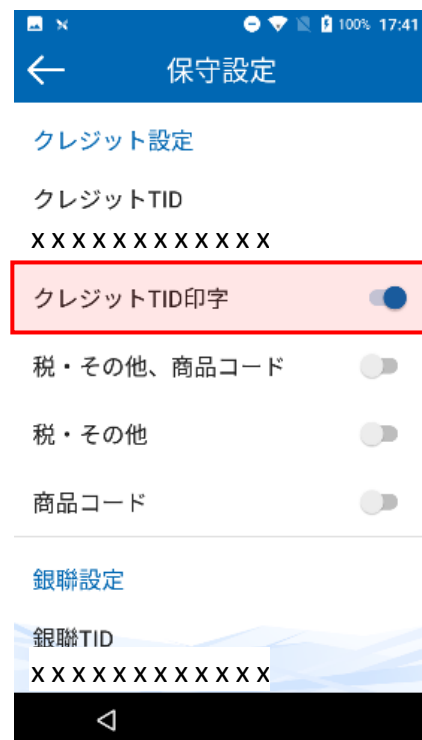 100% 17:41
保守設定
クレジット設定
クレジットTID
X X X X X X X X X X X X
クレジットTID印字
税・その他、商品コード
税・その他
商品コード
銀聯設定
銀聯TID
X X X X X X X X X X X X